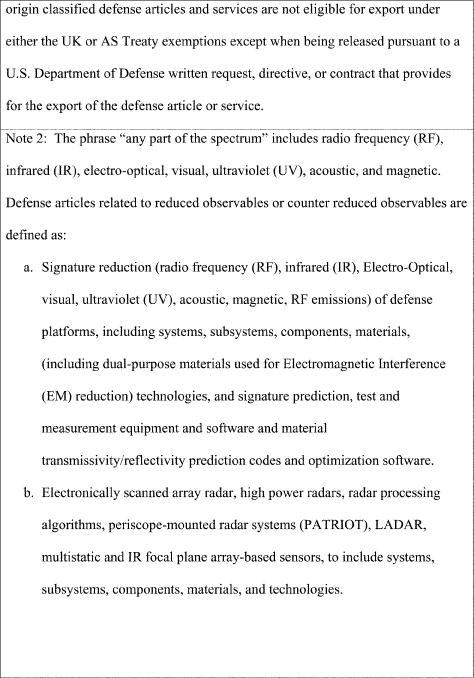 origin classified defense articles and services are not eligible for export under
either the UK or AS Treaty exemptions except when being released pursuant to a
U.S. Department of Defense written request, directive, or contract that provides
for the export of the defense article or service.
Note 2:  The phrase “any part of the spectrum” includes radio frequency (RF),
infrared (IR), electro-optical, visual, ultraviolet (UV), acoustic, and magnetic.
Defense articles related to reduced observables or counter reduced observables are
defined as:
a. Signature reduction (radio frequency (RF), infrared (IR), Electro-Optical,
visual, ultraviolet (UV), acoustic, magnetic, RF emissions) of defense
platforms, including systems, subsystems, components, materials,
(including dual-purpose materials used for Electromagnetic Interference
(EM) reduction) technologies, and signature prediction, test and
measurement equipment and software and material
transmissivity/reflectivity prediction codes and optimization software.
b. Electronically scanned array radar, high power radars, radar processing
algorithms, periscope-mounted radar systems (PATRIOT), LADAR,
multistatic and IR focal plane array-based sensors, to include systems,
subsystems, components, materials, and technologies.